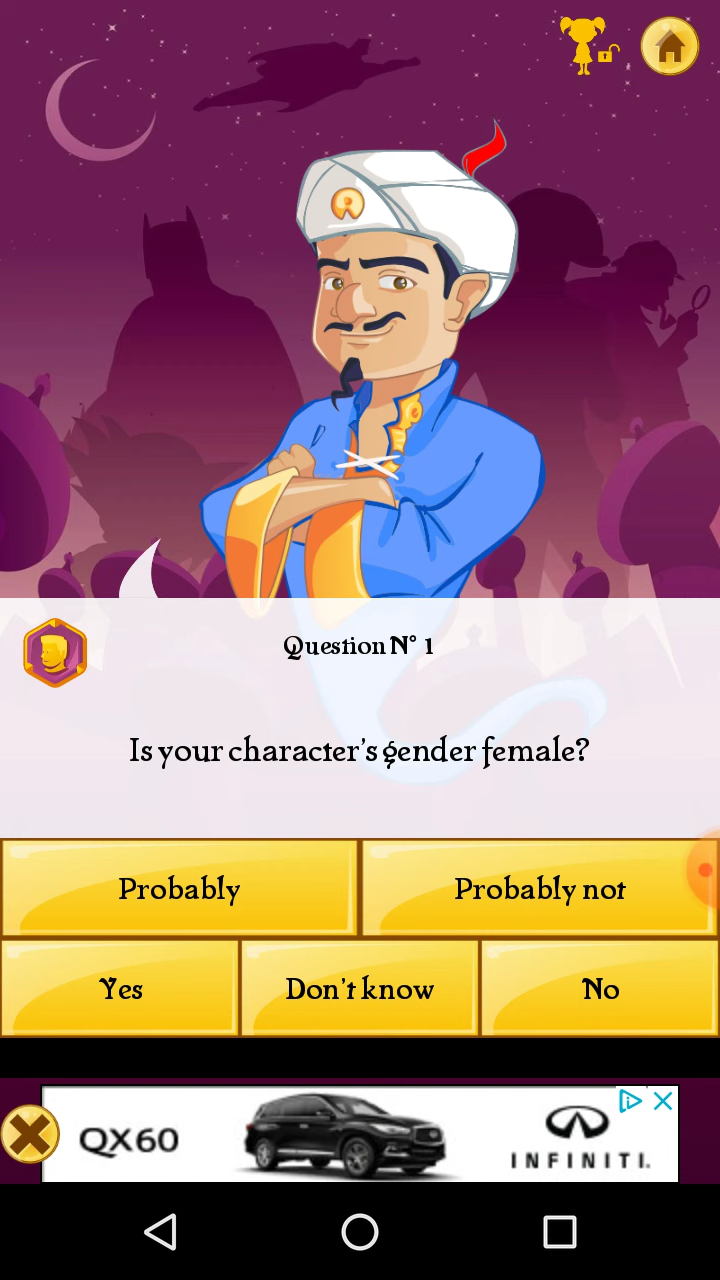 Question N° 1
Is your character's gender female?
Probably
Probably not
Yes
Don't know
No
QX60
INFINITI.